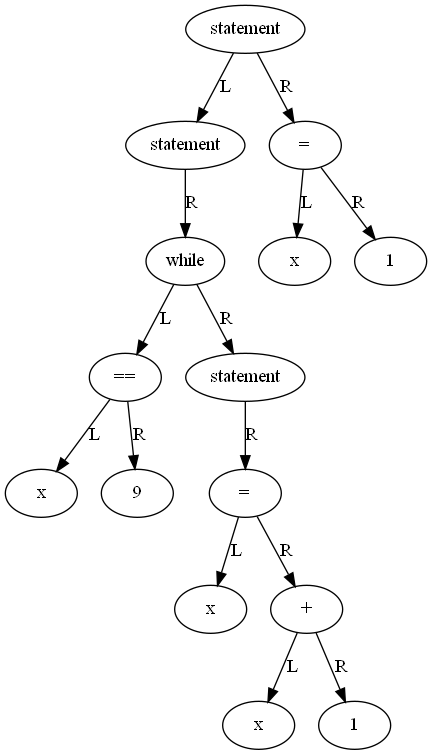 statement
L R
statement =
R L R
while x 1
L R
== statement
L R R
x 9 =
L R
x +
L R
x 1